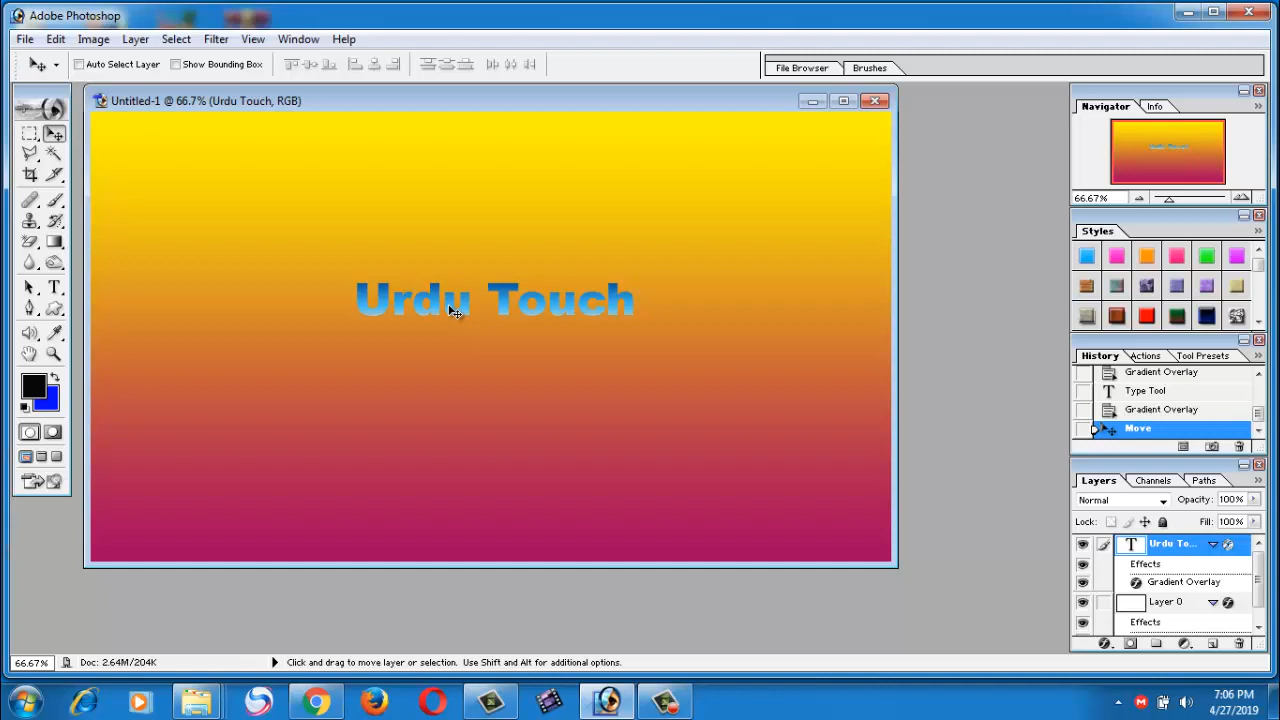 Adobe Photoshop
File Edit Image Layer Select Filter View Window Help
Auto Select Layer Show Bounding Box
File Browser Brushes
Untitled-1 @ 66.7% (Urdu Touch, RGB)
Urdu Touch
Navigator Info
66.67%
Styles
History Actions Tool Presets
Gradient Overlay
Type Tool
Gradient Overlay
Move
Layers Channels Paths
Normal Opacity: 100%
Lock: Fill: 100%
T Urdu To...
Effects
Gradient Overlay
Layer 0
Effects
66.67% Doc: 2.64M/204K Click and drag to move layer or selection. Use Shift and Alt for additional options.
7:06 PM
4/27/2019